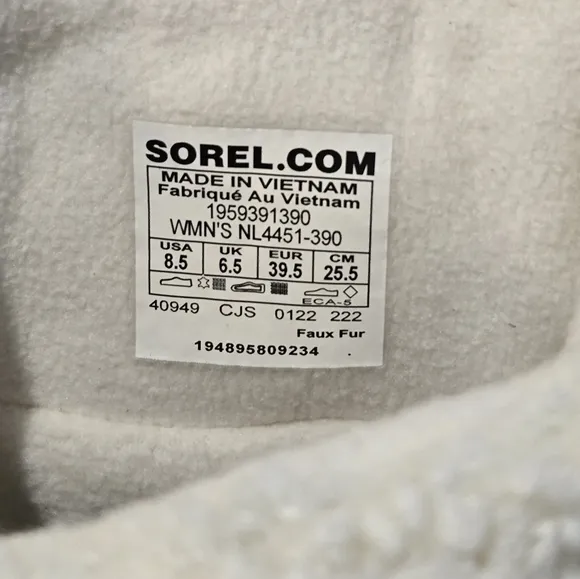 SOREL.COM
MADE IN VIETNAM
Fabriqué Au Vietnam
1959391390
WMN'S NL4451-390
USA UK EUR CM
8.5 6.5 39.5 25.5
ECA-5
40949 CJS 0122 222
Faux Fur
194895809234 .